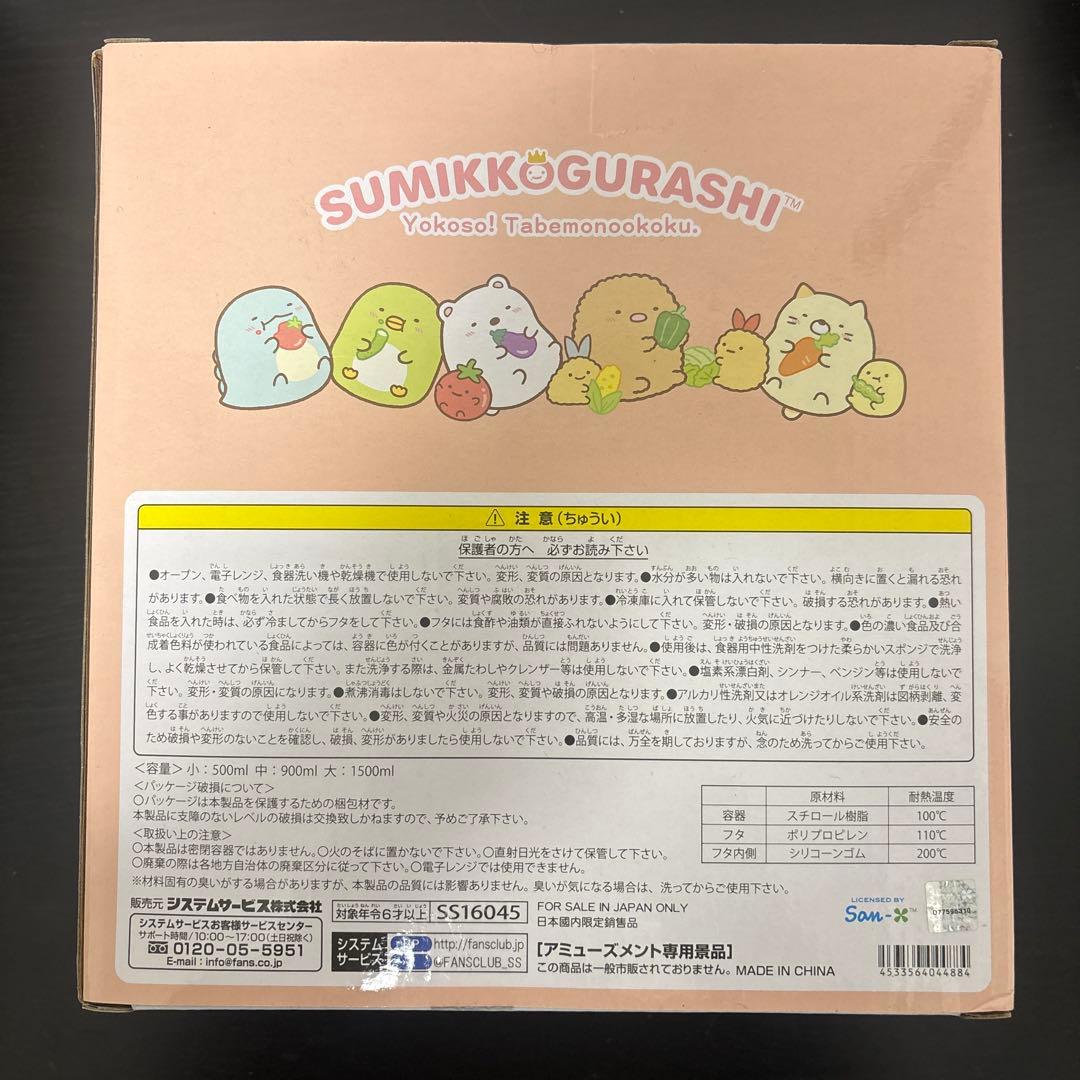 SUMIKKOGURASHI™
Yokoso! Tabemonookoku.
⚠ 注意(ちゅうい)
保護者の方へ 必ずお読み下さい
●オーブン、電子レンジ、食器洗い機や乾燥機で使用しないで下さい。変形、変質の原因となります。●水分が多い物は入れないで下さい。横向きに置くと漏れる恐れ
があります。●食べ物を入れた状態で長く放置しないで下さい。変質や腐敗の恐れがあります。●冷凍庫に入れて保管しないで下さい。破損する恐れがあります。●熱い
食品を入れた時は、必ず冷ましてからフタをして下さい。●フタには食酢や油類が直接ふれないようにして下さい。変形・破損の原因となります。●色の濃い食品及び合
成着色料が使われている食品によっては、容器に色が付くことがありますが、品質には問題ありません。●使用後は、食器用中性洗剤をつけた柔らかいスポンジで洗浄
し、よく乾燥させてから保管して下さい。また洗浄する際は、金属たわしやクレンザー等は使用しないで下さい。●塩素系漂白剤、シンナー、ベンジン等は使用しないで
下さい。変形・変質の原因になります。●煮沸消毒はしないで下さい。変形、変質や破損の原因となります。●アルカリ性洗剤又はオレンジオイル系洗剤は図柄剥離、変
色する事がありますので使用しないで下さい。●変形、変質や火災の原因となりますので、高温・多湿な場所に放置したり、火気に近づけたりしないで下さい。●安全の
ため破損や変形のないことを確認し、破損、変形がありましたら使用しないで下さい。●品質には、万全を期しておりますが、念のため洗ってからご使用下さい。
<容量> 小:500ml 中:900ml 大:1500ml
<パッケージ破損について>
○パッケージは本製品を保護するための梱包材です。
本製品に支障のないレベルの破損は交換致しかねますので、予めご了承下さい。
<取扱い上の注意>
○本製品は密閉容器ではありません。○火のそばに置かないで下さい。○直射日光をさけて保管して下さい。
○廃棄の際は各地方自治体の廃棄区分に従って下さい。○電子レンジでは使用できません。
※材料固有の臭いがする場合がありますが、本製品の品質には影響ありません。臭いが気になる場合は、洗ってからご使用下さい。
原材料 耐熱温度
容器 スチロール樹脂 100℃
フタ ポリプロピレン 110℃
フタ内側 シリコーンゴム 200℃
販売元 システムサービス株式会社
システムサービスお客様サービスセンター
サポート時間/10:00〜17:00(土日祝除く)
0120-05-5951
E-mail:info@fans.co.jp
対象年令6才以上 SS16045
システムサービス
http://fansclub.jp
@FANSCLUB_SS
FOR SALE IN JAPAN ONLY
日本國内限定銷售品
[アミューズメント専用景品]
この商品は一般市販されておりません。 MADE IN CHINA
LICENSED BY
San-X™
077595310
4533564044884